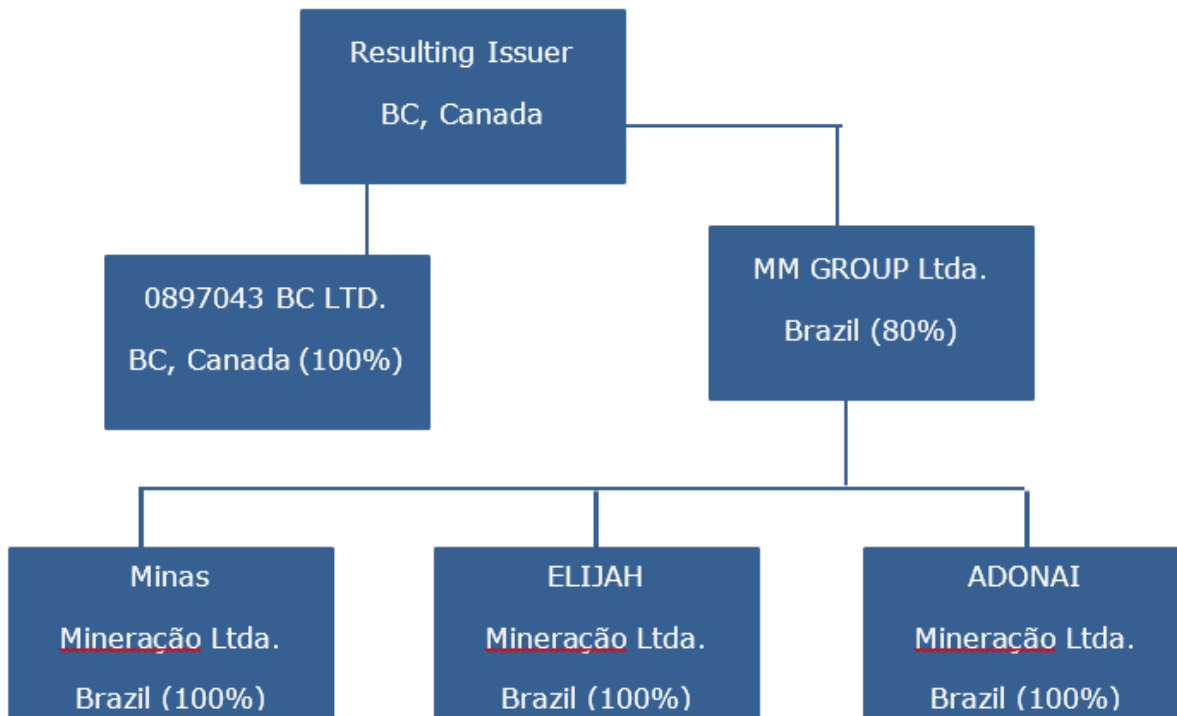 Resulting Issuer
BC, Canada
0897043 BC LTD.
BC, Canada (100%)
MM GROUP Ltda.
Brazil (80%)
Minas
Mineração Ltda.
Brazil (100%)
ELIJAH
Mineração Ltda.
Brazil (100%)
ADONAI
Mineração Ltda.
Brazil (100%)